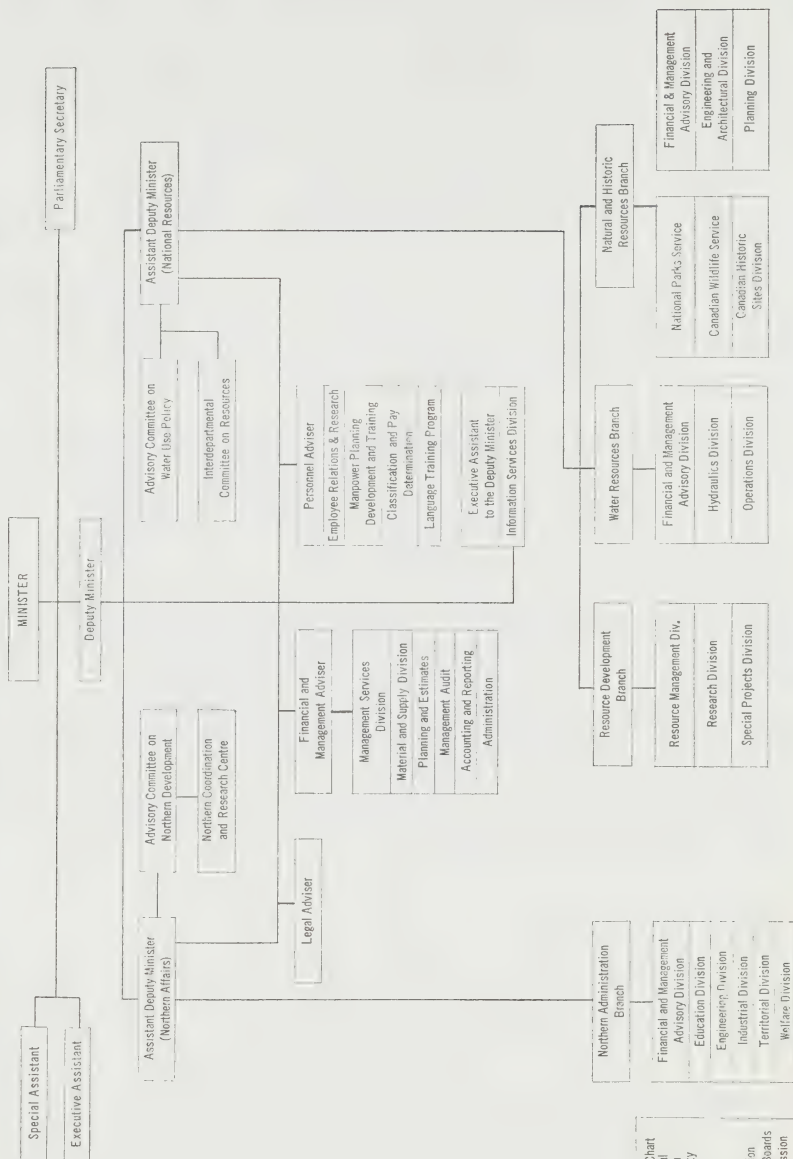 MINISTER
Special Assistant
Executive Assistant
Parliamentary Secretary
Deputy Minister
Assistant Deputy Minister
(Northern Affairs)
Advisory Committee on
Northern Development
Northern Coordination
and Research Centre
Assistant Deputy Minister
(National Resources)
Advisory Committee on
Water Use Policy
Interdepartmental
Committee on Resources
Legal Adviser
Financial and
Management Adviser
Management Services
Division
Material and Supply Division
Planning and Estimates
Management Audit
Accounting and Reporting
Administration
Personnel Adviser
Employee Relations & Research
Manpower Planning
Development and Training
Classification and Pay
Determination
Language Training Program
Executive Assistant
to the Deputy Minister
Information Services Division
Northern Administration
Branch
Financial and Management
Advisory Division
Education Division
Engineering Division
Industrial Division
Territorial Division
Welfare Division
Resource Development
Branch
Resource Management Div.
Research Division
Special Projects Division
Water Resources Branch
Financial and Management
Advisory Division
Hydraulics Division
Operations Division
Natural and Historic
Resources Branch
National Parks Service
Canadian Wildlife Service
Canadian Historic
Sites Division
Financial & Management
Advisory Division
Engineering and
Architectural Division
Planning Division
Chart
Boards